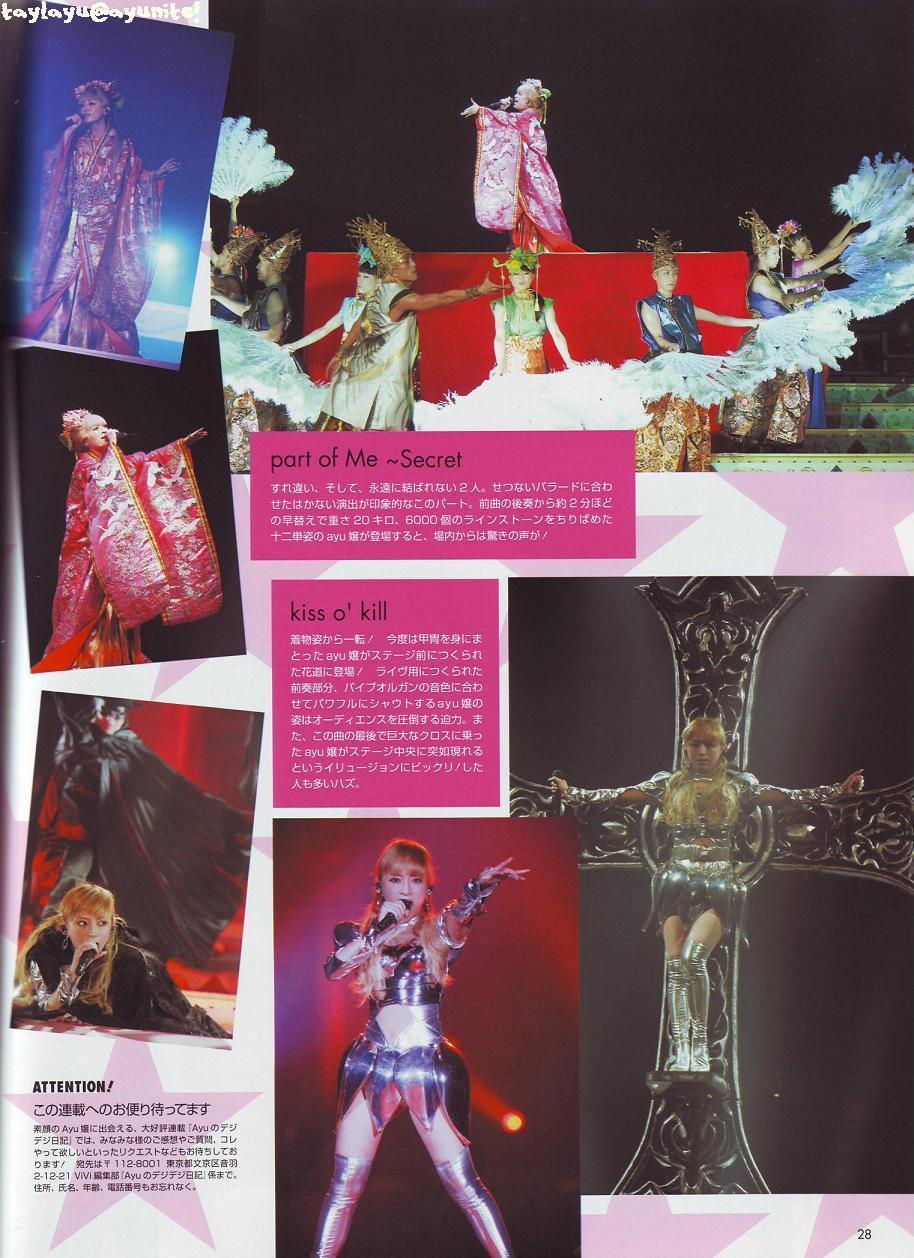 taylayu@ayunite!
part of Me ~Secret
すれ違い、そして、永遠に結ばれない2人。せつないバラードに合わ
せたはかない演出が印象的なこのパート。前曲の後奏から約2分ほど
の早替えで重さ20キロ、6000個のラインストーンをちりばめた
十二単姿のayu嬢が登場すると、場内からは驚きの声が！
kiss o' kill
着物姿から一転！　今度は甲冑を身にま
とったayu嬢がステージ前につくられ
た花道に登場！　ライヴ用につくられた
前奏部分、パイプオルガンの音色に合わ
せてパワフルにシャウトするayu嬢の
姿はオーディエンスを圧倒する迫力。ま
た、この曲の最後で巨大なクロスに乗っ
たayu嬢がステージ中央に突如現れる
というイリュージョンにビックリ！した
人も多いハズ。
ATTENTION!
この連載へのお便り待ってます
素顔のAyu嬢に出会える、大好評連載『Ayuのデジ
デジ日記』では、みなみな様のご感想やご質問、コレ
やって欲しいといったリクエストなどもお待ちしてお
ります！　宛先は〒112-8001 東京都文京区音羽
2-12-21 ViVi編集部『Ayuのデジデジ日記』係まで。
住所、氏名、年齢、電話番号もお忘れなく。
28